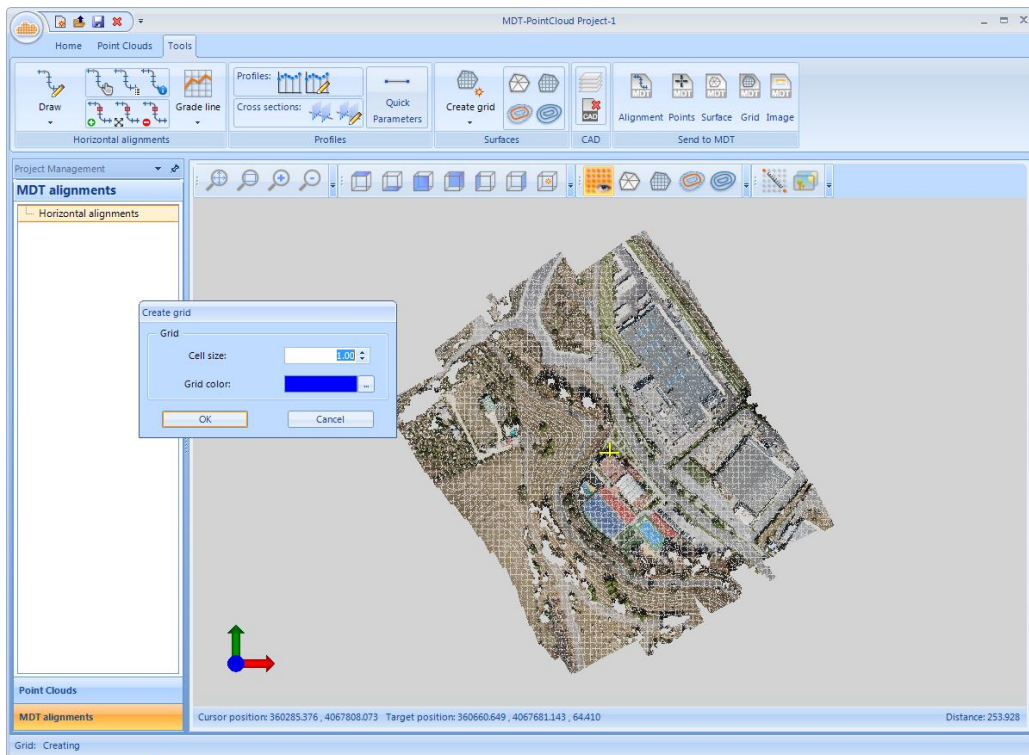 MDT-PointCloud Project-1
Home Point Clouds Tools
Profiles:
Cross sections:
Draw
Grade line
Quick
Parameters
Create grid
CAD
MDT MDT MDT MDT MDT
Alignment Points Surface Grid Image
Horizontal alignments Profiles Surfaces CAD Send to MDT
Project Management
MDT alignments
Horizontal alignments
Create grid
Grid
Cell size: 1.00
Grid color: ...
OK Cancel
Point Clouds
MDT alignments
Cursor position: 360285.376 , 4067808.073 Target position: 360660.649 , 4067681.143 , 64.410 Distance: 253.928
Grid: Creating